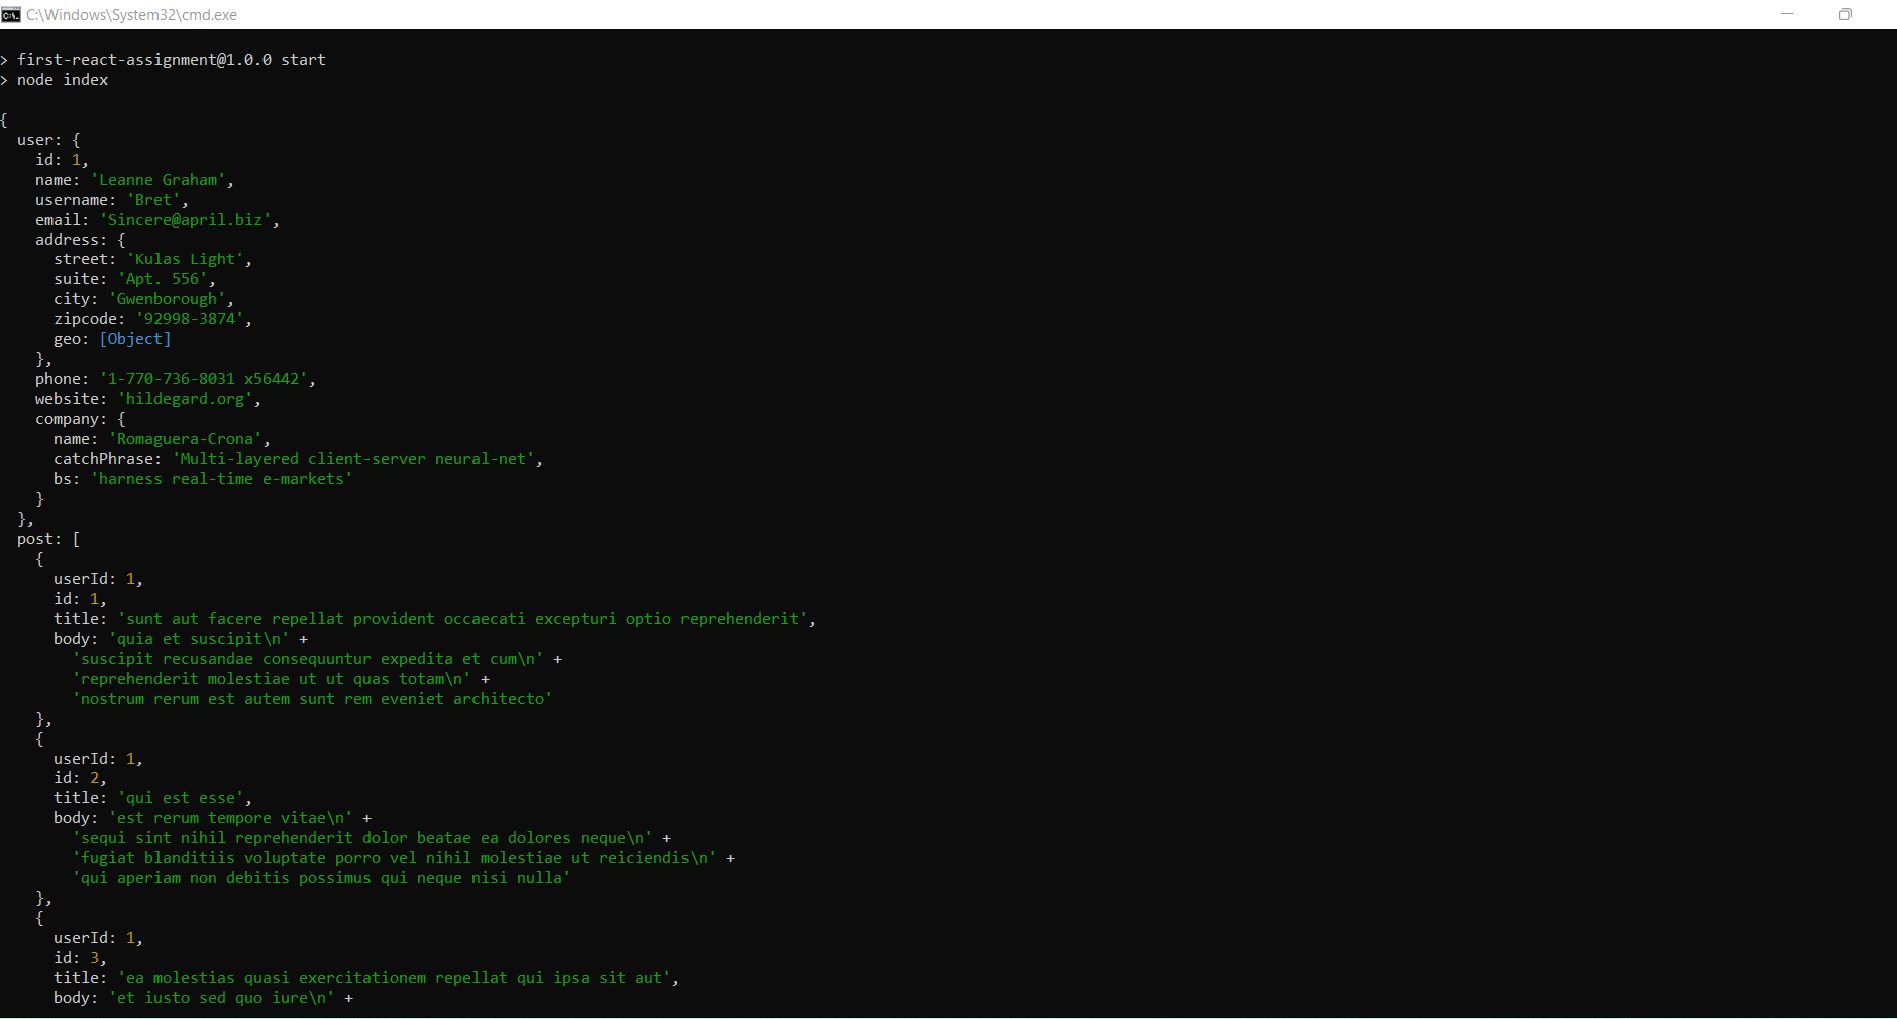 C:\Windows\System32\cmd.exe
> first-react-assignment@1.0.0 start
> node index
{
  user: {
    id: 1,
    name: 'Leanne Graham',
    username: 'Bret',
    email: 'Sincere@april.biz',
    address: {
      street: 'Kulas Light',
      suite: 'Apt. 556',
      city: 'Gwenborough',
      zipcode: '92998-3874',
      geo: [Object]
    },
    phone: '1-770-736-8031 x56442',
    website: 'hildegard.org',
    company: {
      name: 'Romaguera-Crona',
      catchPhrase: 'Multi-layered client-server neural-net',
      bs: 'harness real-time e-markets'
    }
  },
  post: [
    {
      userId: 1,
      id: 1,
      title: 'sunt aut facere repellat provident occaecati excepturi optio reprehenderit',
      body: 'quia et suscipit\n' +
        'suscipit recusandae consequuntur expedita et cum\n' +
        'reprehenderit molestiae ut ut quas totam\n' +
        'nostrum rerum est autem sunt rem eveniet architecto'
    },
    {
      userId: 1,
      id: 2,
      title: 'qui est esse',
      body: 'est rerum tempore vitae\n' +
        'sequi sint nihil reprehenderit dolor beatae ea dolores neque\n' +
        'fugiat blanditiis voluptate porro vel nihil molestiae ut reiciendis\n' +
        'qui aperiam non debitis possimus qui neque nisi nulla'
    },
    {
      userId: 1,
      id: 3,
      title: 'ea molestias quasi exercitationem repellat qui ipsa sit aut',
      body: 'et iusto sed quo iure\n' +